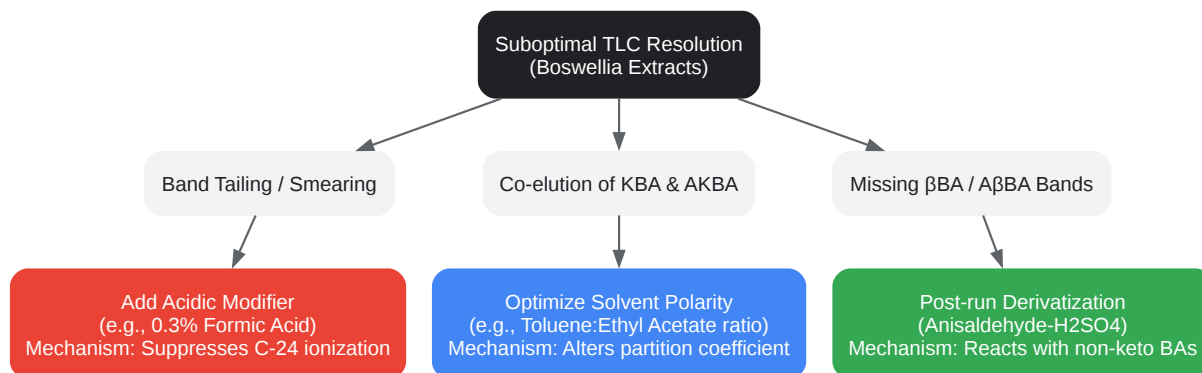 Suboptimal TLC Resolution
(Boswellia Extracts)
Band Tailing / Smearing
Co-elution of KBA & AKBA
Missing βBA / AβBA Bands
Add Acidic Modifier
(e.g., 0.3% Formic Acid)
Mechanism: Suppresses C-24 ionization
Optimize Solvent Polarity
(e.g., Toluene:Ethyl Acetate ratio)
Mechanism: Alters partition coefficient
Post-run Derivatization
(Anisaldehyde-H2SO4)
Mechanism: Reacts with non-keto BAs